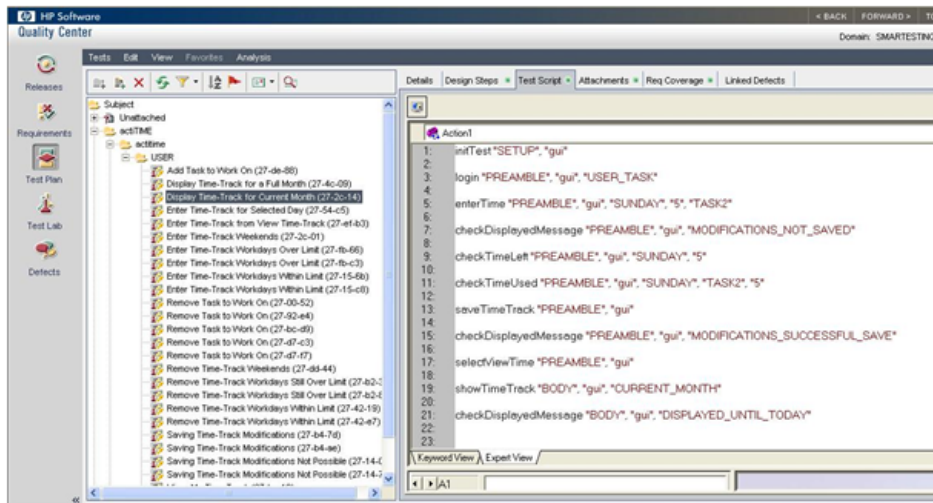 HP Software
< BACK FORWARD >
Quality Center
Domain: SMARTESTING
Tests Edit View Favorites Analysis
Releases
Requirements
Test Plan
Test Lab
Defects
Subject
Unattached
actiTIME
actitime
USER
Add Task to Work On (27-de-88)
Display Time-Track for a Full Month (27-4c-09)
Display Time-Track for Current Month (27-2c-14)
Enter Time-Track for Selected Day (27-54-c5)
Enter Time-Track from View Time-Track (27-ef-b3)
Enter Time-Track Weekends (27-2c-01)
Enter Time-Track Workdays Over Limit (27-fb-66)
Enter Time-Track Workdays Over Limit (27-fb-c3)
Enter Time-Track Workdays Within Limit (27-15-6b)
Enter Time-Track Workdays Within Limit (27-15-c8)
Remove Task to Work On (27-00-52)
Remove Task to Work On (27-92-e4)
Remove Task to Work On (27-bc-d9)
Remove Task to Work On (27-d7-c3)
Remove Task to Work On (27-d7-f7)
Remove Time-Track Weekends (27-dd-44)
Remove Time-Track Workdays Still Over Limit (27-b2-
Remove Time-Track Workdays Still Over Limit (27-b2-
Remove Time-Track Workdays Within Limit (27-42-19)
Remove Time-Track Workdays Within Limit (27-42-e7)
Saving Time-Track Modifications (27-b4-7d)
Saving Time-Track Modifications (27-b4-ae)
Saving Time-Track Modifications Not Possible (27-14-
Saving Time-Track Modifications Not Possible (27-14-
Details Design Steps Test Script Attachments Req Coverage Linked Defects
Action1
1: initTest "SETUP", "gui"
2:
3: login "PREAMBLE", "gui", "USER_TASK"
4:
5: enterTime "PREAMBLE", "gui", "SUNDAY", "5", "TASK2"
6:
7: checkDisplayedMessage "PREAMBLE", "gui", "MODIFICATIONS_NOT_SAVED"
8:
9: checkTimeLeft "PREAMBLE", "gui", "SUNDAY", "5"
10:
11: checkTimeUsed "PREAMBLE", "gui", "SUNDAY", "TASK2", "5"
12:
13: saveTimeTrack "PREAMBLE", "gui"
14:
15: checkDisplayedMessage "PREAMBLE", "gui", "MODIFICATIONS_SUCCESSFUL_SAVE"
16:
17: selectViewTime "PREAMBLE", "gui"
18:
19: showTimeTrack "BODY", "gui", "CURRENT_MONTH"
20:
21: checkDisplayedMessage "BODY", "gui", "DISPLAYED_UNTIL_TODAY"
22:
23:
Keyword View Expert View
A1